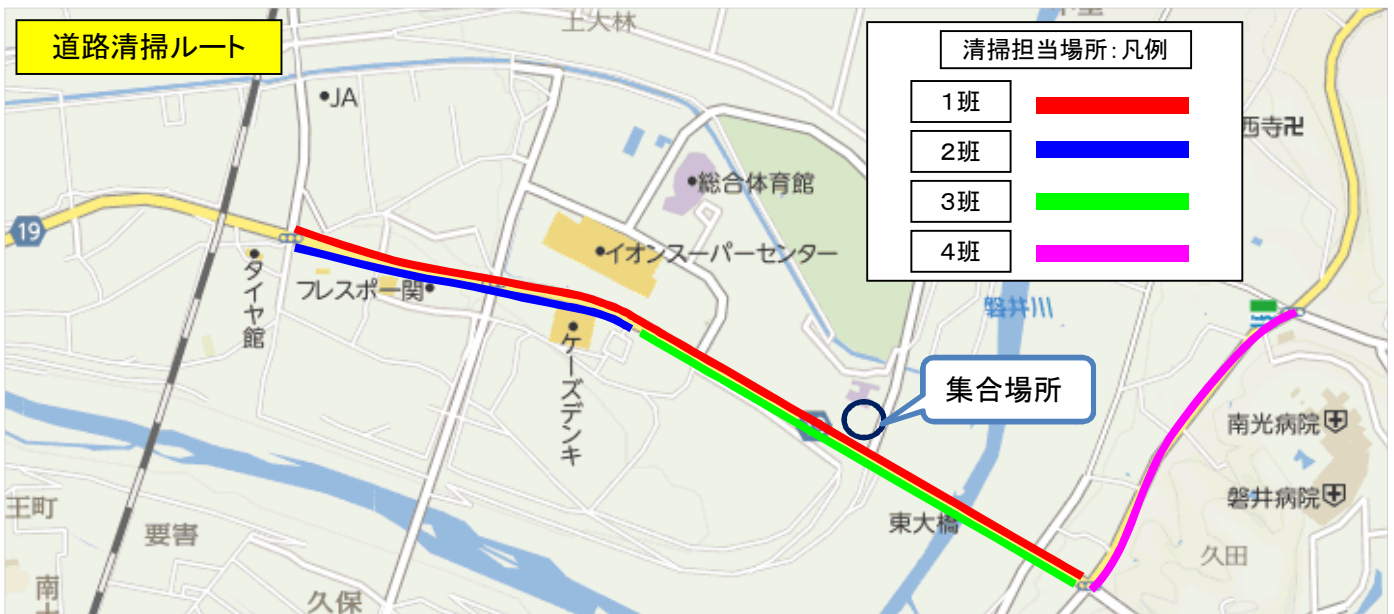 道路清掃ルート
上大林
清掃担当場所:凡例
1班
2班
3班
4班
JA
西寺卍
総合体育館
19
イオンスーパーセンター
タイヤ館
フレスポ一関
ケーズデンキ
磐井川
集合場所
南光病院
磐井病院
東大橋
王町
要害
久田
南
久保